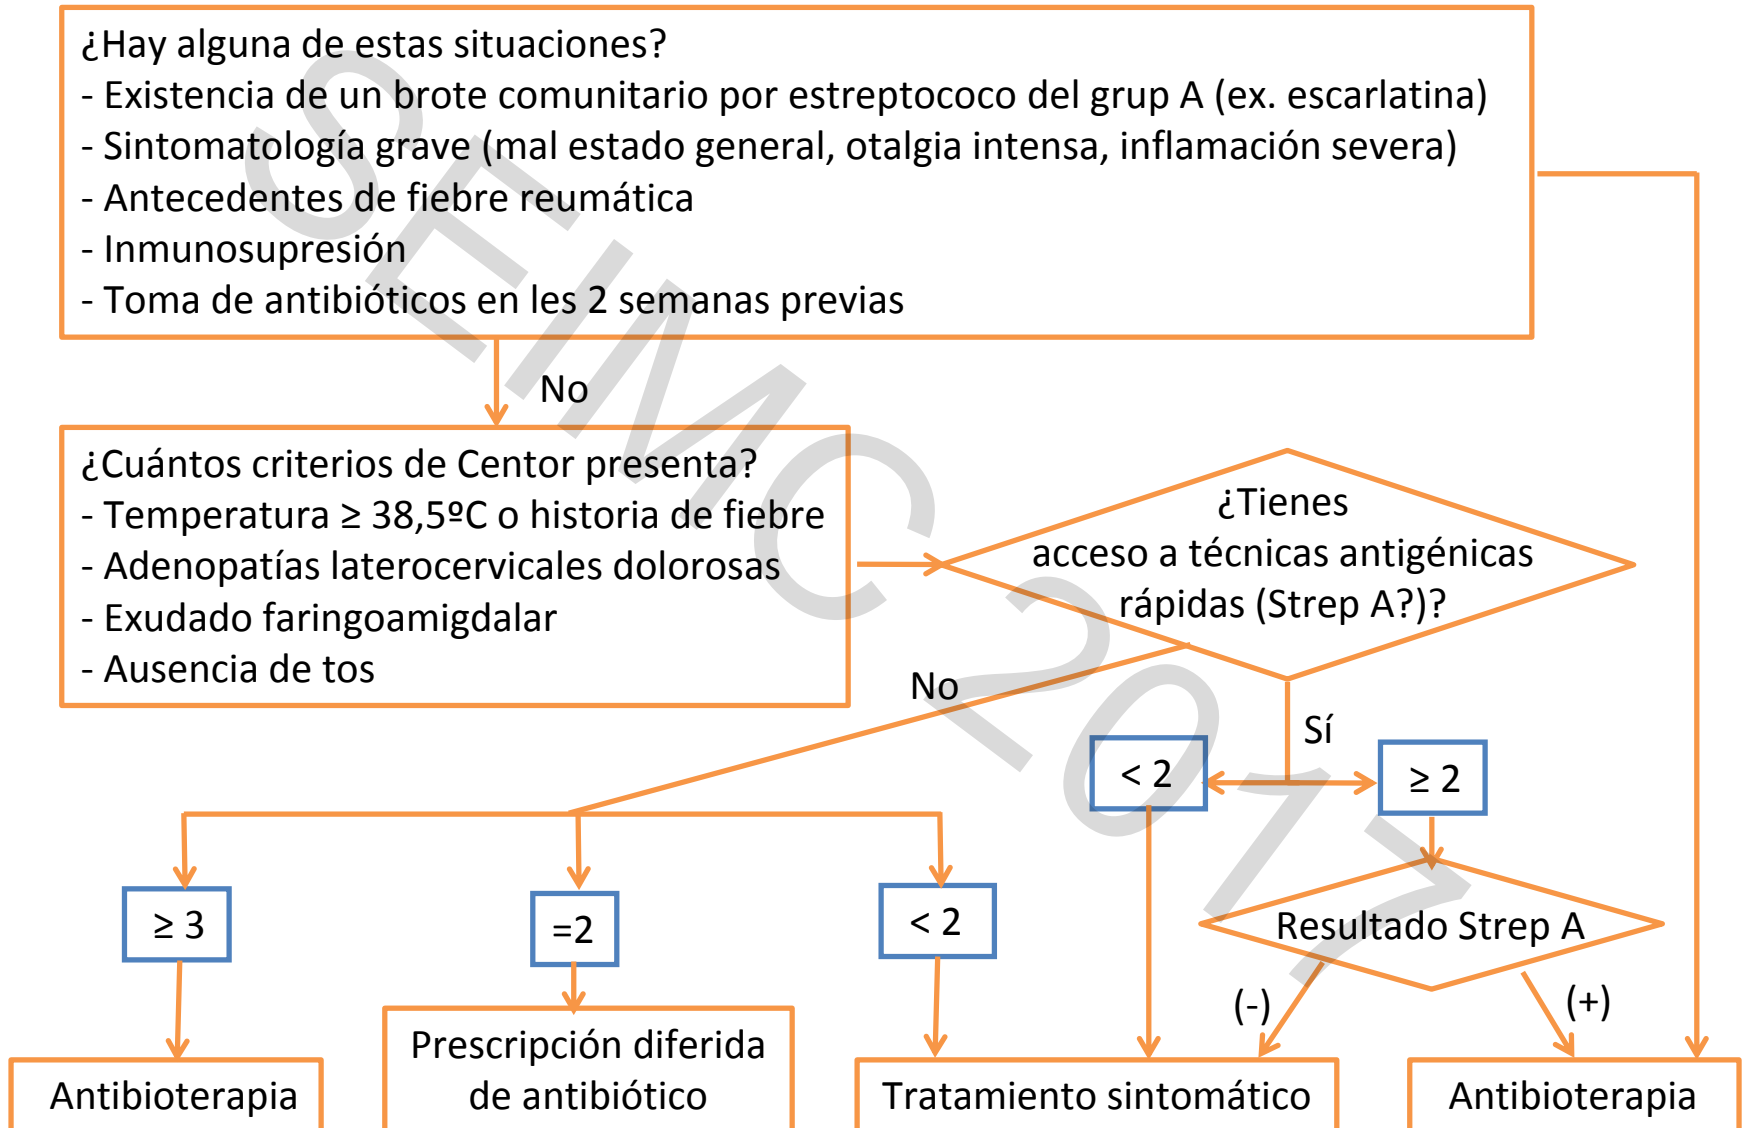 ¿Hay alguna de estas situaciones?
- Existencia de un brote comunitario por estreptococo del grup A (ex. escarlatina)
- Sintomatología grave (mal estado general, otalgia intensa, inflamación severa)
- Antecedentes de fiebre reumática
- Inmunosupresión
- Toma de antibióticos en les 2 semanas previas
No
¿Cuántos criterios de Centor presenta?
- Temperatura ≥ 38,5ºC o historia de fiebre
- Adenopatías laterocervicales dolorosas
- Exudado faringoamigdalar
- Ausencia de tos
¿Tienes
acceso a técnicas antigénicas
rápidas (Strep A?)?
No
Sí
< 2
≥ 2
≥ 3
=2
< 2
Resultado Strep A
(-)
(+)
Antibioterapia
Prescripción diferida
de antibiótico
Tratamiento sintomático
Antibioterapia
SEIMC 2017